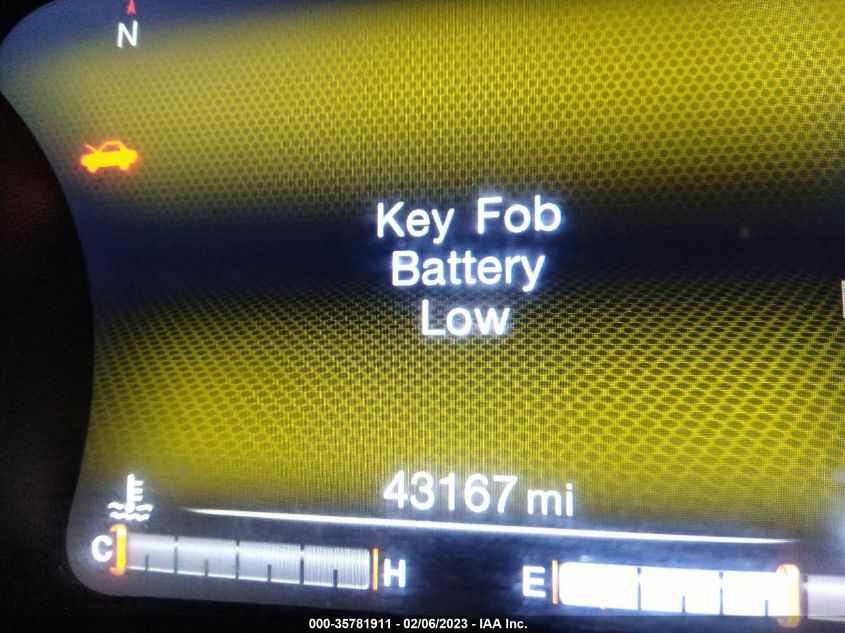 N
Key Fob
Battery
Low
43167 mi
C H E
000-35781911 - 02/06/2023 - IAA Inc.